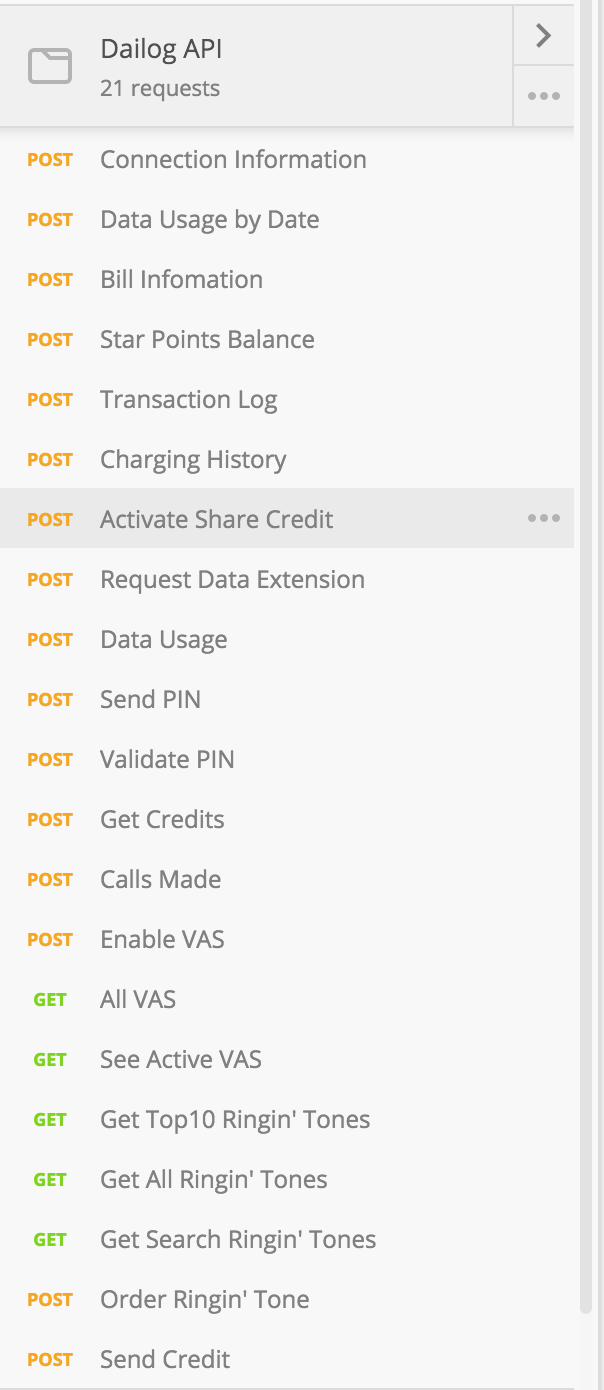 Dailog API
21 requests
POST Connection Information
POST Data Usage by Date
POST Bill Infomation
POST Star Points Balance
POST Transaction Log
POST Charging History
POST Activate Share Credit
POST Request Data Extension
POST Data Usage
POST Send PIN
POST Validate PIN
POST Get Credits
POST Calls Made
POST Enable VAS
GET All VAS
GET See Active VAS
GET Get Top10 Ringin' Tones
GET Get All Ringin' Tones
GET Get Search Ringin' Tones
POST Order Ringin' Tone
POST Send Credit